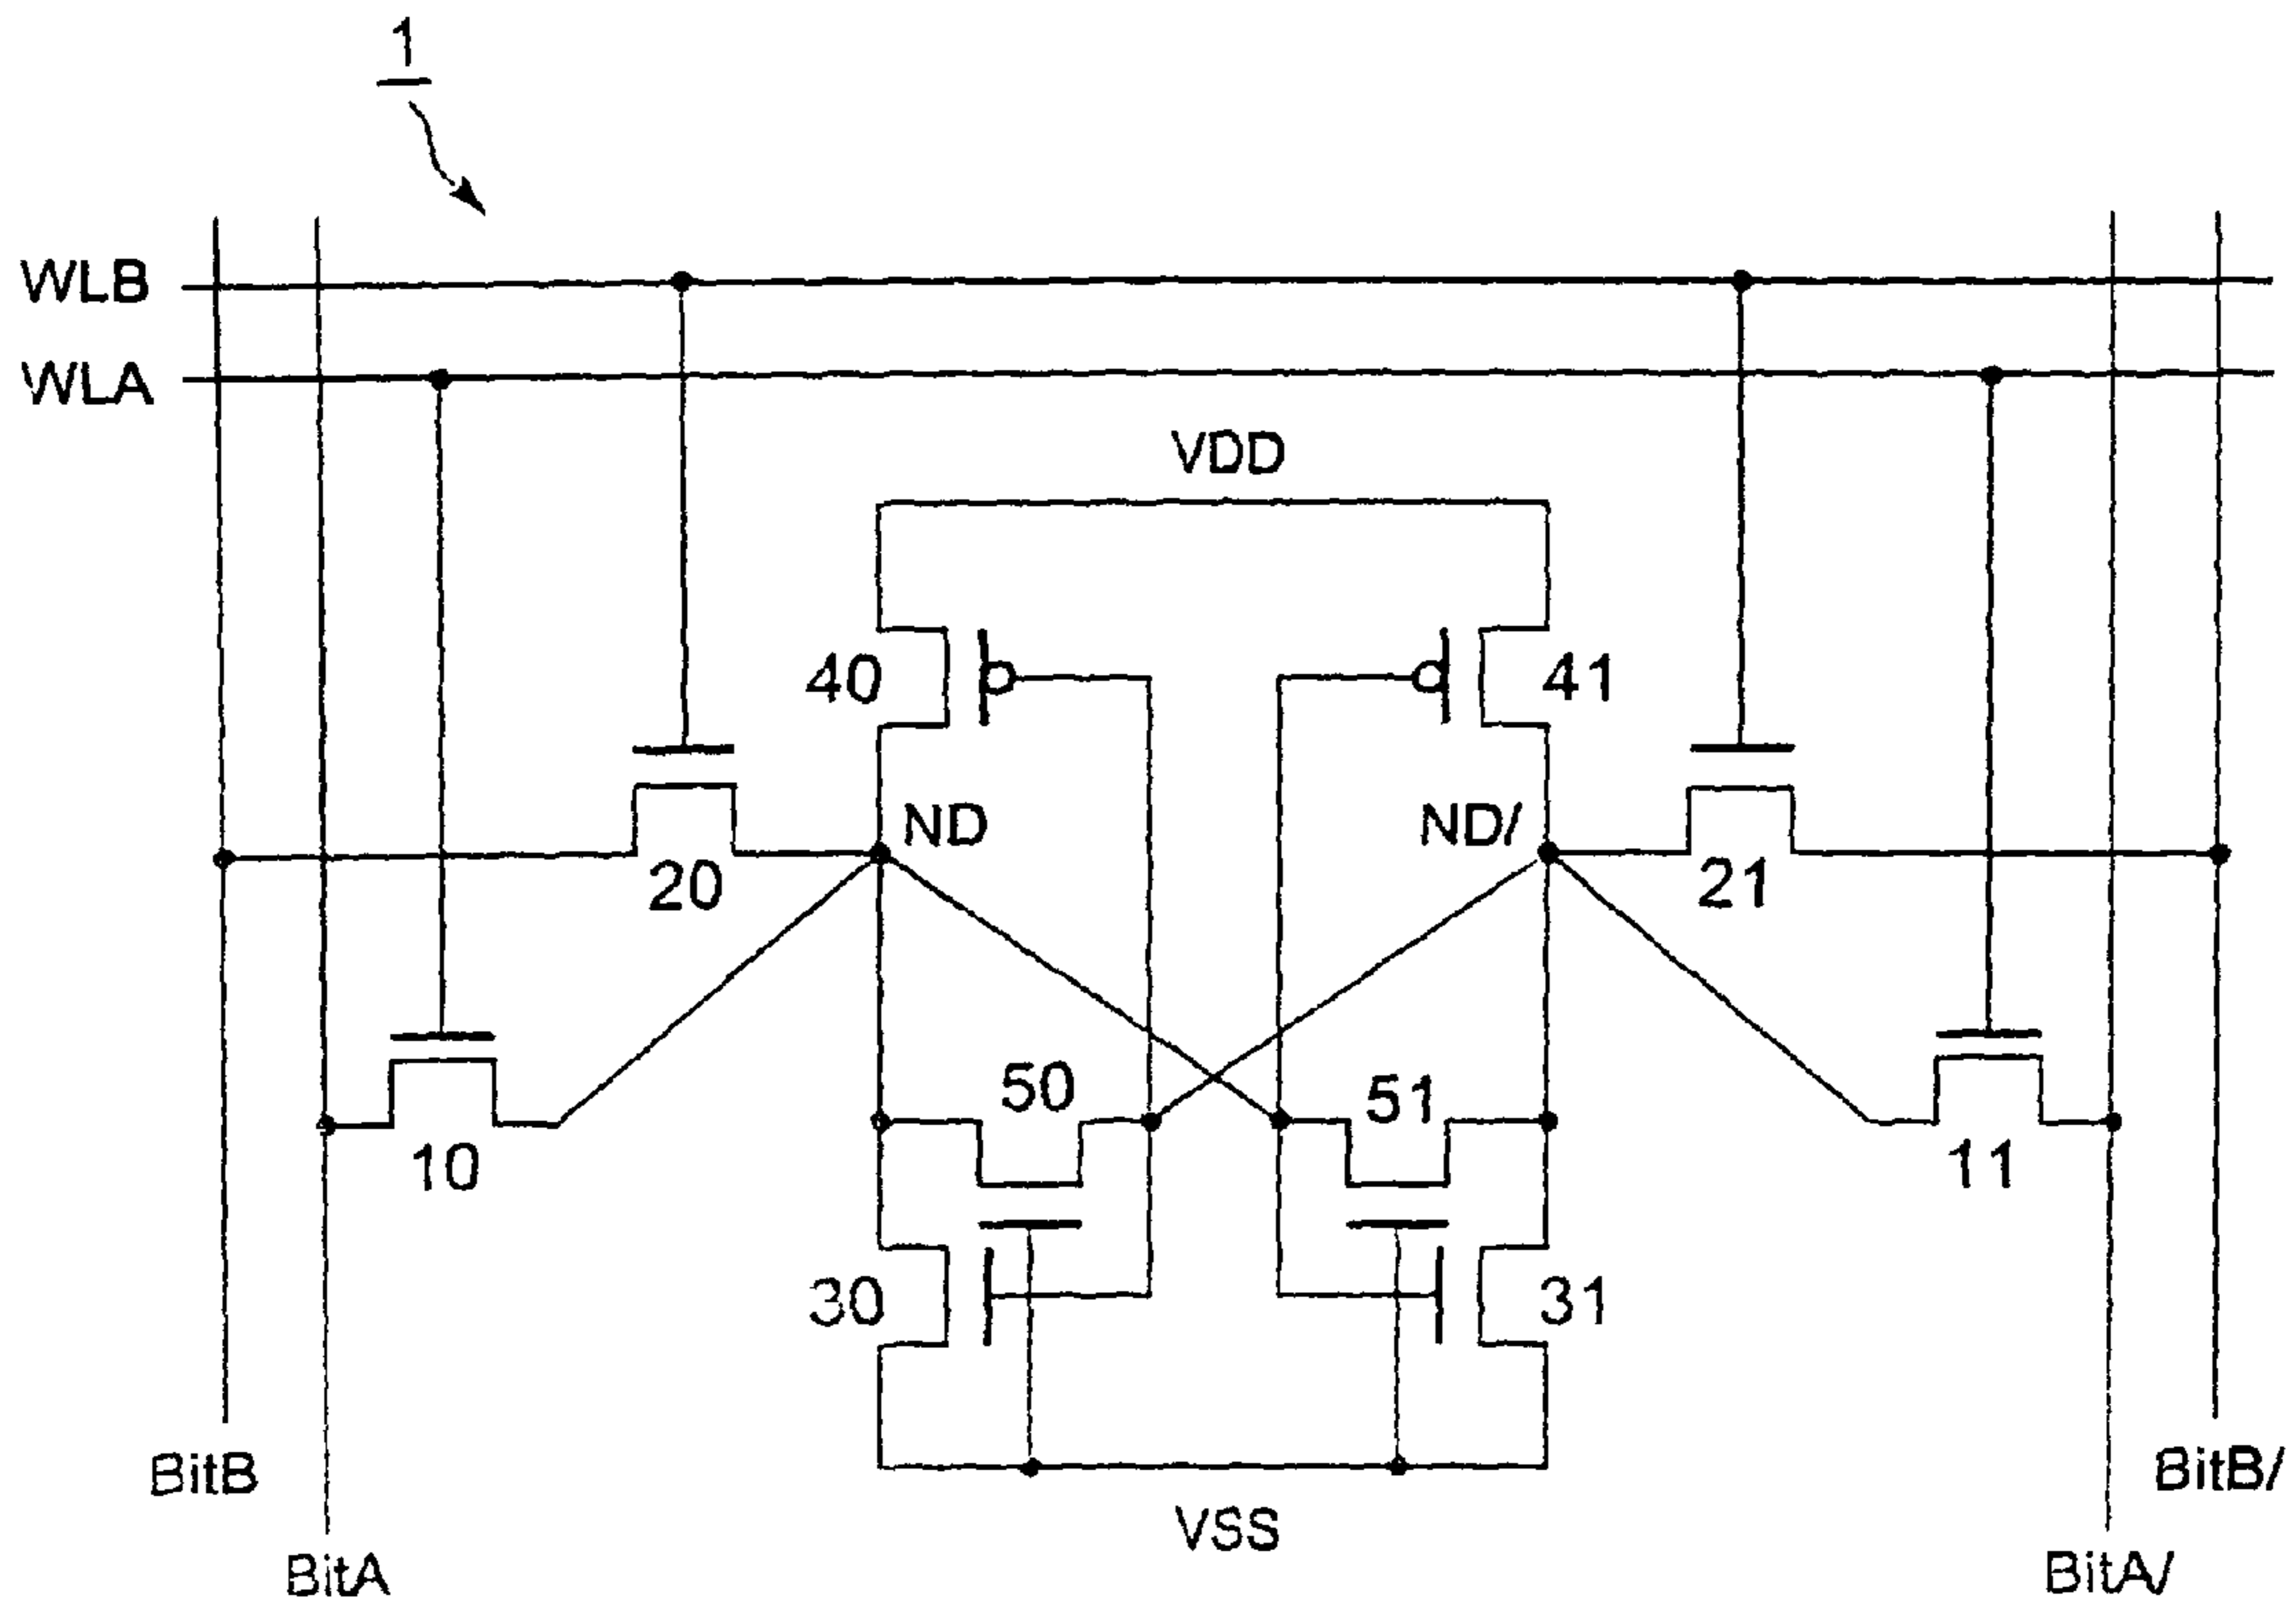 1
WLB
WLA
VDD
40
41
ND
ND/
20
21
50
51
10
11
30
31
BitB
BitB/
VSS
BitA
BitA/